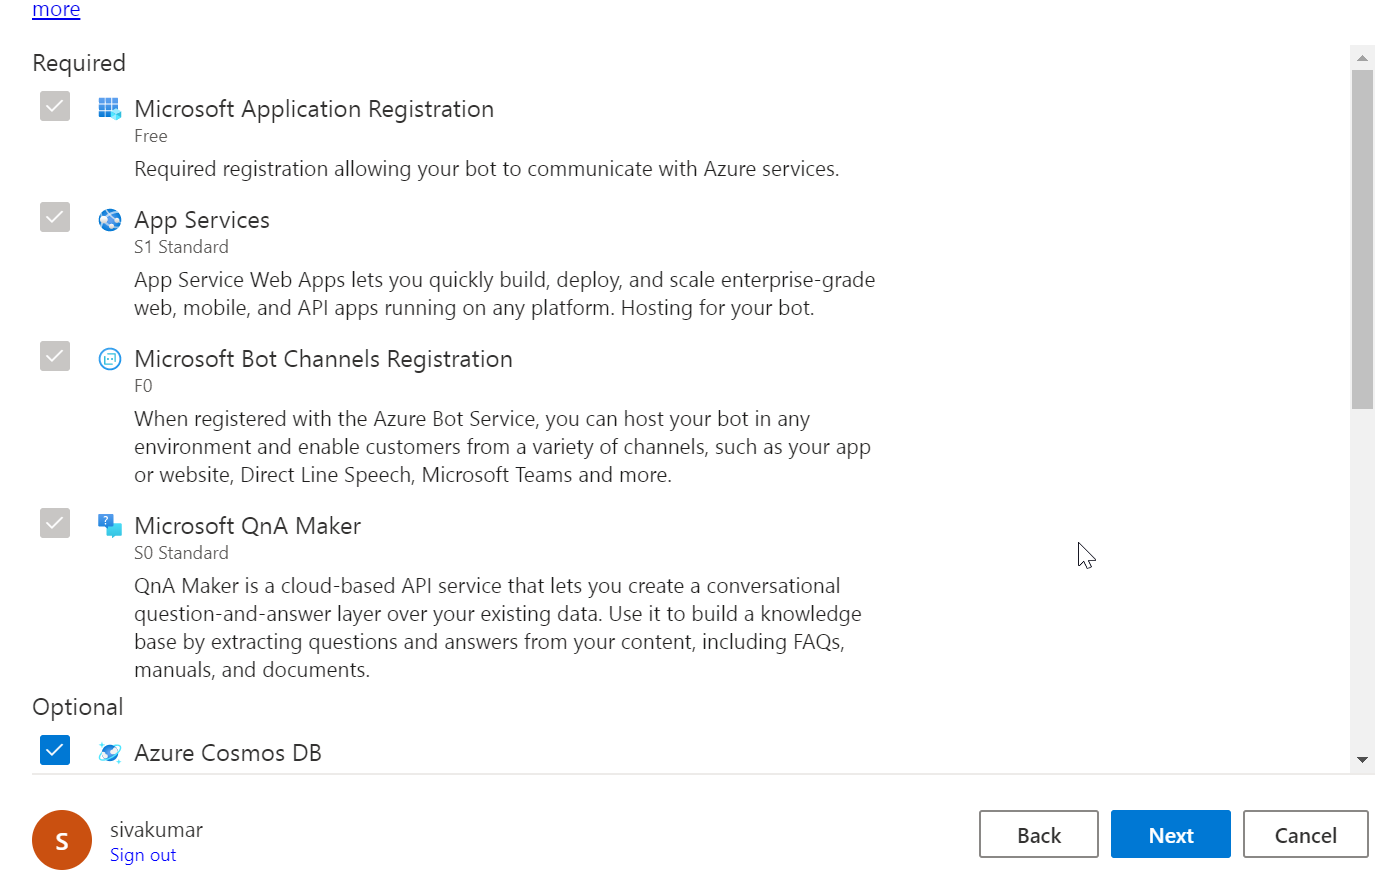 more
Required
Microsoft Application Registration
Free
Required registration allowing your bot to communicate with Azure services.
App Services
S1 Standard
App Service Web Apps lets you quickly build, deploy, and scale enterprise-grade
web, mobile, and API apps running on any platform. Hosting for your bot.
Microsoft Bot Channels Registration
F0
When registered with the Azure Bot Service, you can host your bot in any
environment and enable customers from a variety of channels, such as your app
or website, Direct Line Speech, Microsoft Teams and more.
Microsoft QnA Maker
S0 Standard
QnA Maker is a cloud-based API service that lets you create a conversational
question-and-answer layer over your existing data. Use it to build a knowledge
base by extracting questions and answers from your content, including FAQs,
manuals, and documents.
Optional
Azure Cosmos DB
S
sivakumar
Sign out
Back
Next
Cancel